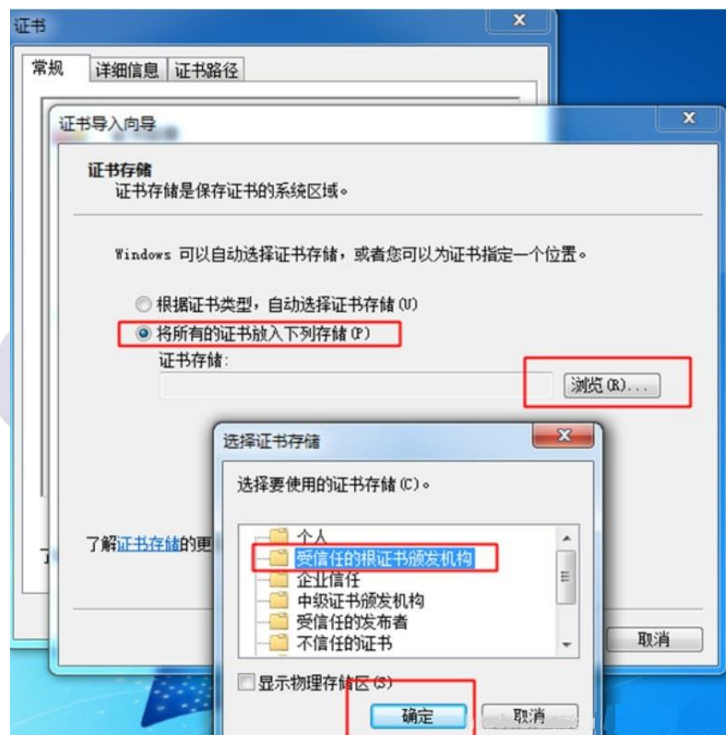 证书
常规 详细信息 证书路径
证书导入向导
证书存储
证书存储是保存证书的系统区域。
Windows 可以自动选择证书存储，或者您可以为证书指定一个位置。
根据证书类型，自动选择证书存储(U)
将所有的证书放入下列存储(P)
证书存储:
浏览(R)...
选择证书存储
选择要使用的证书存储(C)。
个人
受信任的根证书颁发机构
企业信任
中级证书颁发机构
受信任的发布者
不信任的证书
了解证书存储的更
显示物理存储区(S)
确定 取消
取消